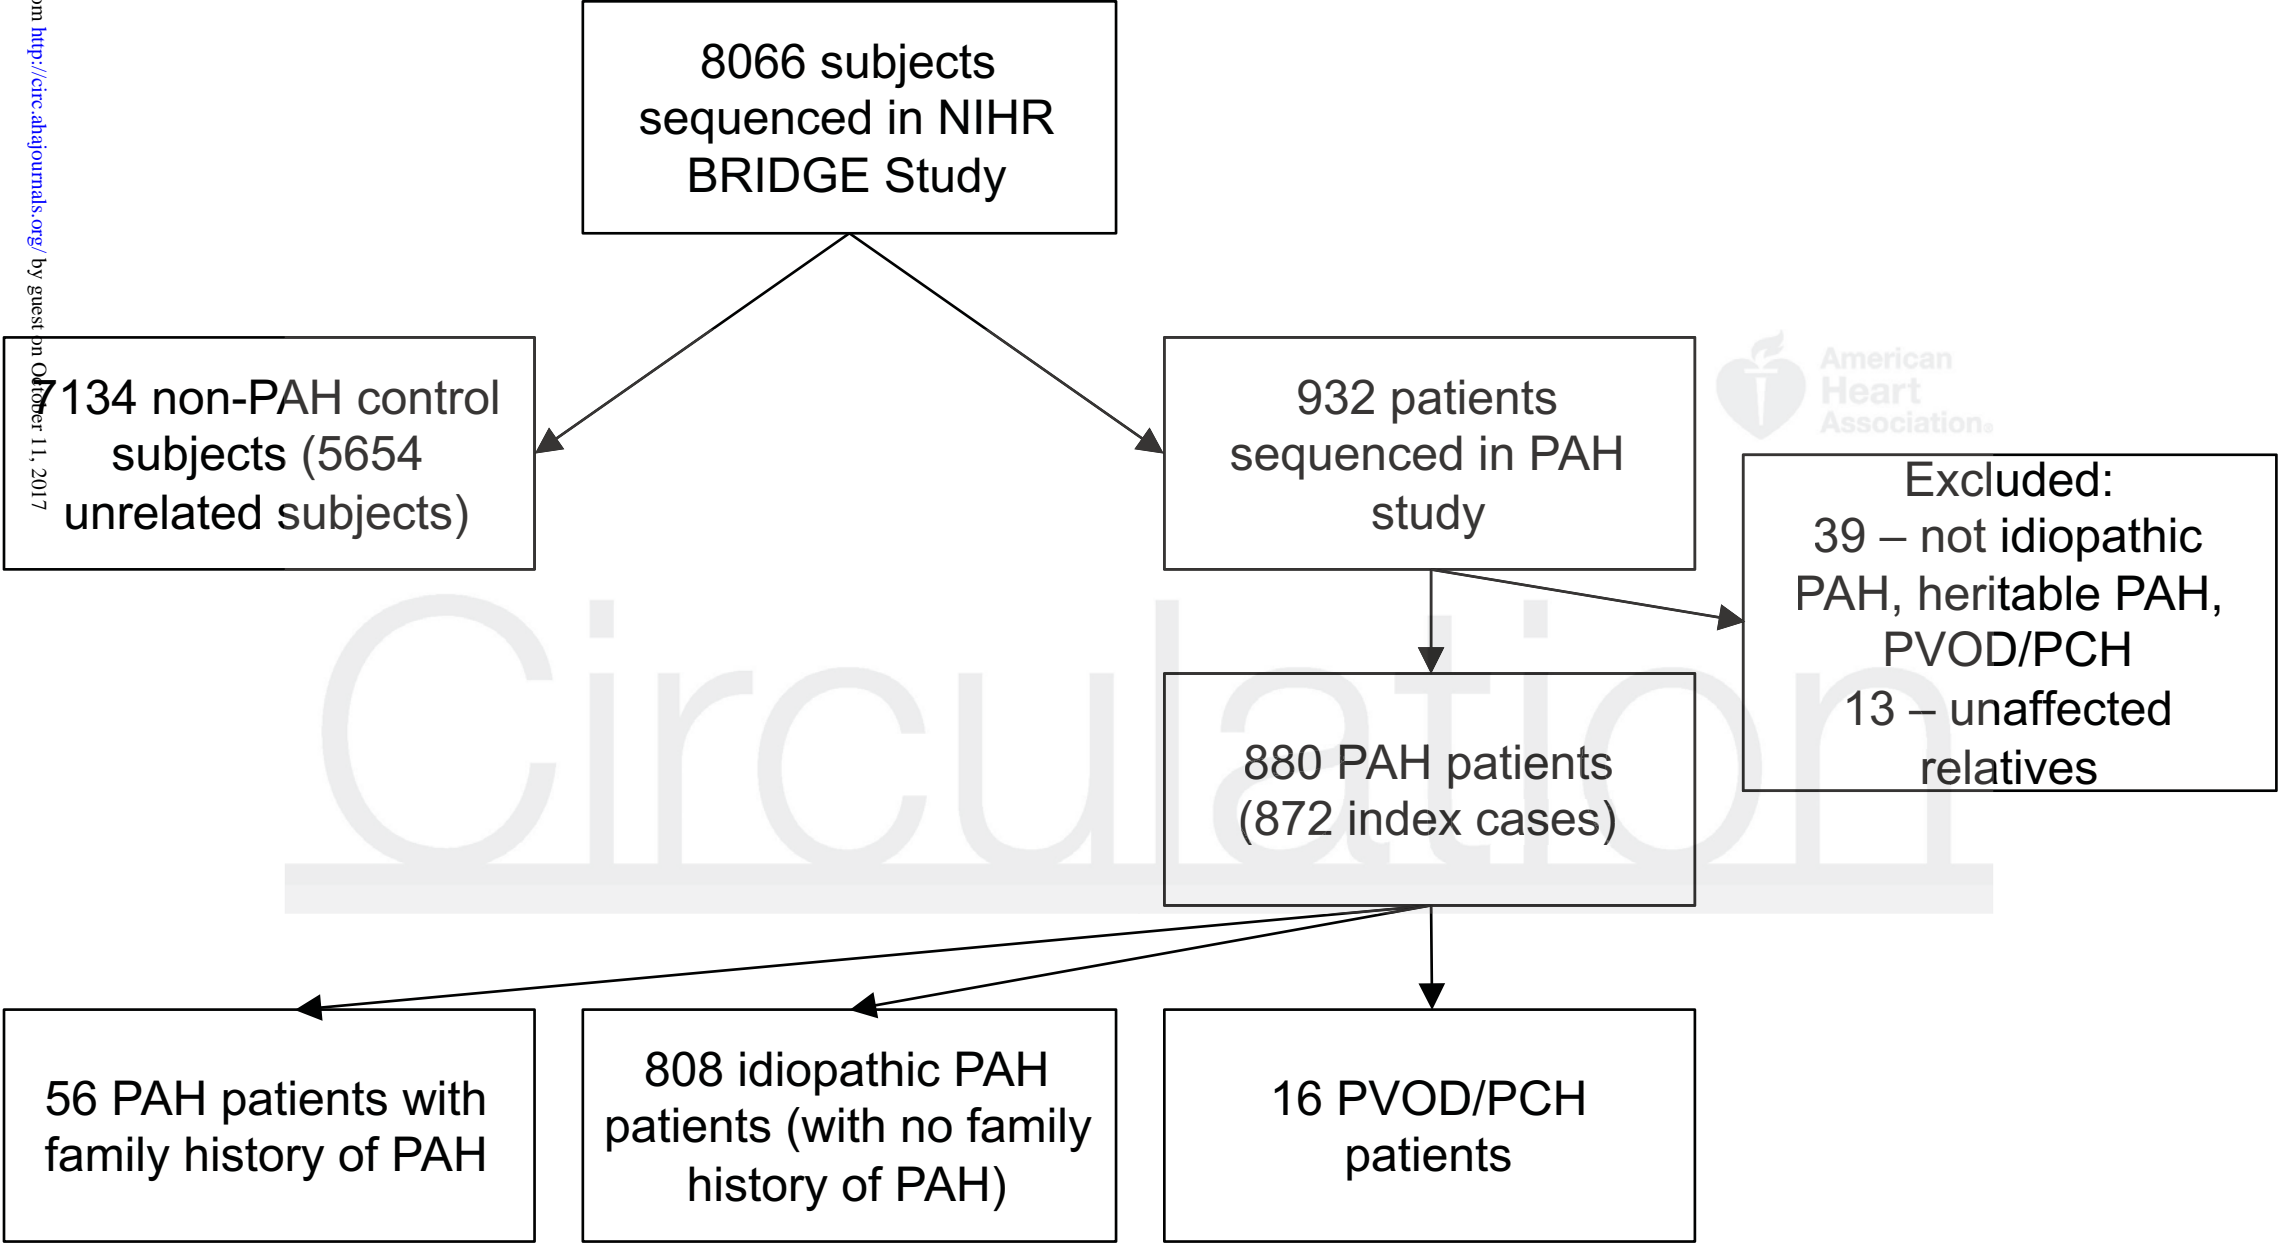 om http://circ.ahajournals.org/ by guest on October 11, 2017
8066 subjects
sequenced in NIHR
BRIDGE Study
7134 non-PAH control
subjects (5654
unrelated subjects)
932 patients
sequenced in PAH
study
American
Heart
Association®
Excluded:
39 – not idiopathic
PAH, heritable PAH,
PVOD/PCH
13 – unaffected
relatives
Circulation
880 PAH patients
(872 index cases)
56 PAH patients with
family history of PAH
808 idiopathic PAH
patients (with no family
history of PAH)
16 PVOD/PCH
patients